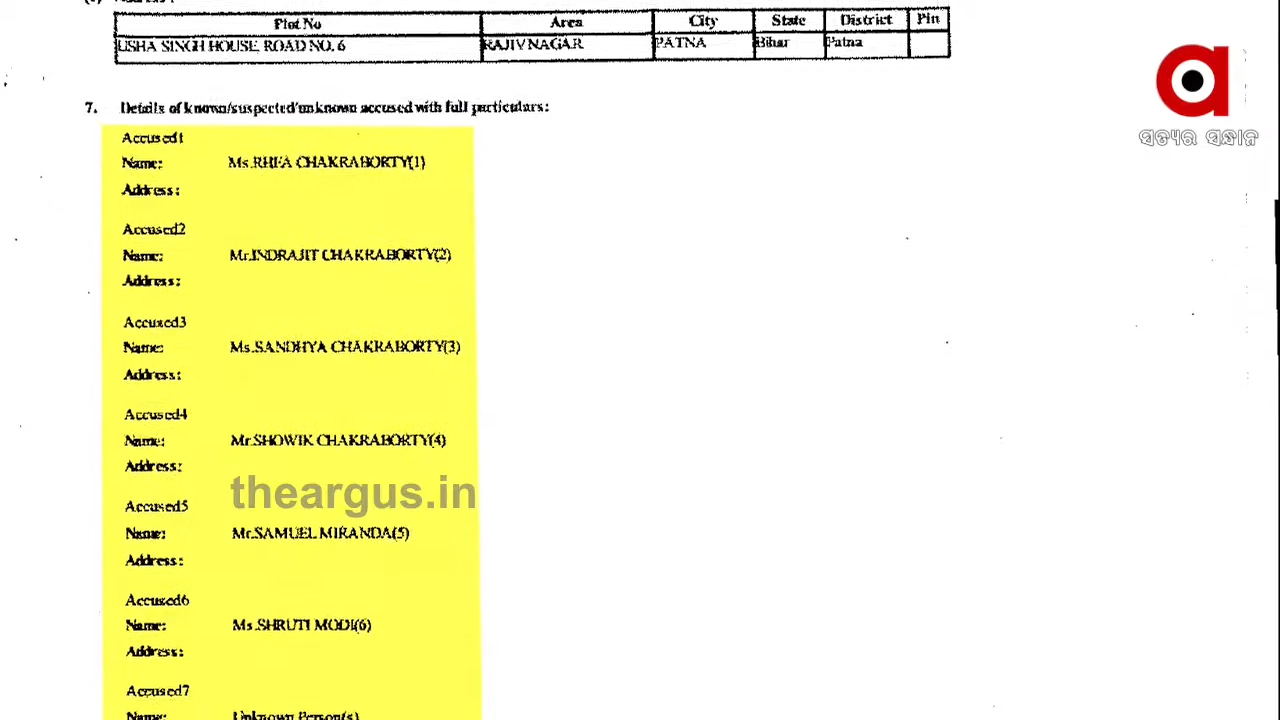 Plot No Area City State District Pin
USHA SINGH HOUSE, ROAD NO. 6 RAJIV NAGAR PATNA Bihar Patna
7. Details of known/suspected/unknown accused with full particulars:
Accused1
Name: Ms.RHEA CHAKRABORTY(1)
Address:
Accused2
Name: Mr.INDRAJIT CHAKRABORTY(2)
Address:
Accused3
Name: Ms.SANDHYA CHAKRABORTY(3)
Address:
Accused4
Name: Mr.SHOWIK CHAKRABORTY(4)
Address:
theargus.in
Accused5
Name: Mr.SAMUEL MIRANDA(5)
Address:
Accused6
Name: Ms.SHRUTI MODI(6)
Address:
Accused7
Name: Unknown Person(s)
a
ସତ୍ୟର ସନ୍ଧାନ